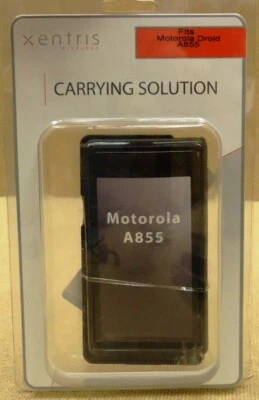 xentris
WIRELESS
Fits
Motorola Droid
A855
CARRYING SOLUTION
Motorola
A855